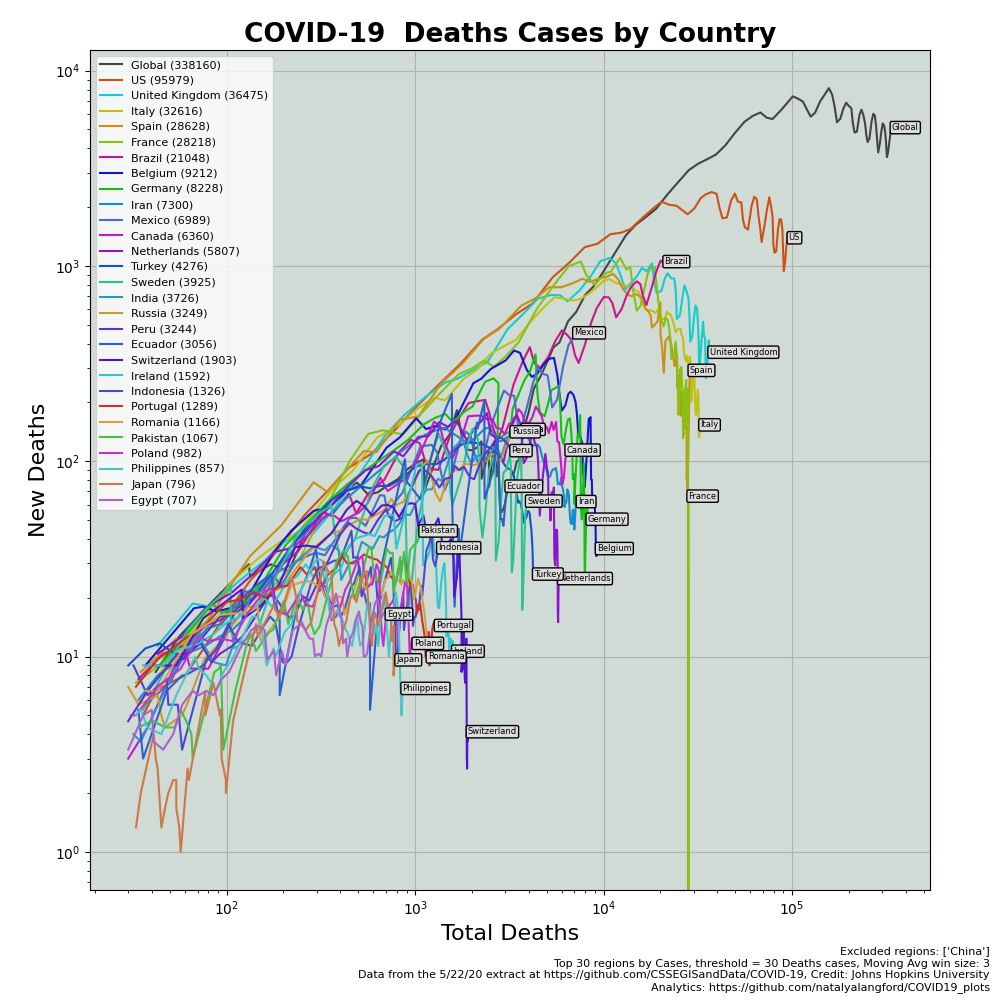 COVID-19  Deaths Cases by Country
Global (338160)
US (95979)
United Kingdom (36475)
Italy (32616)
Spain (28628)
France (28218)
Brazil (21048)
Belgium (9212)
Germany (8228)
Iran (7300)
Mexico (6989)
Canada (6360)
Netherlands (5807)
Turkey (4276)
Sweden (3925)
India (3726)
Russia (3249)
Peru (3244)
Ecuador (3056)
Switzerland (1903)
Ireland (1592)
Indonesia (1326)
Portugal (1289)
Romania (1166)
Pakistan (1067)
Poland (982)
Philippines (857)
Japan (796)
Egypt (707)
New Deaths
10⁴
10³
10²
10¹
10⁰
Global
US
Brazil
Mexico
United Kingdom
Spain
Italy
Russia
Peru
Canada
Ecuador
Sweden
Iran
France
Germany
Pakistan
Indonesia
Belgium
Turkey
Netherlands
Egypt
Portugal
Poland
Romania
Japan
Philippines
Switzerland
10²
10³
10⁴
10⁵
Total Deaths
Excluded regions: ['China']
Top 30 regions by Cases, threshold = 30 Deaths cases, Moving Avg win size: 3
Data from the 5/22/20 extract at https://github.com/CSSEGISandData/COVID-19, Credit: Johns Hopkins University
Analytics: https://github.com/natalyalangford/COVID19_plots